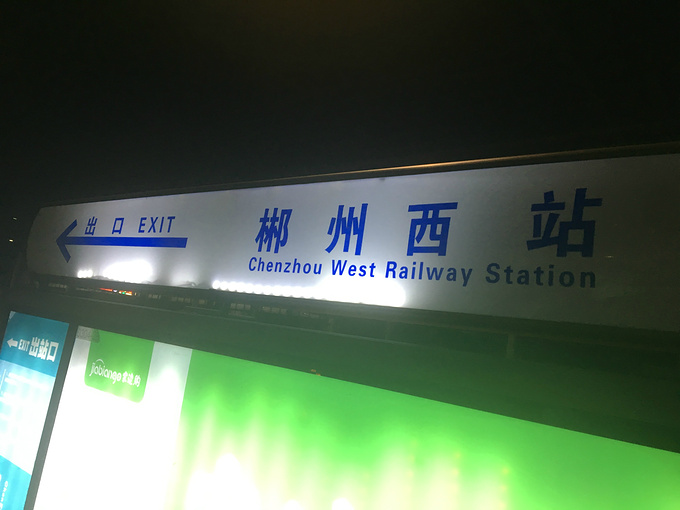 出 口 EXIT
郴州西站
Chenzhou West Railway Station
EXIT 出站口
jiabiango